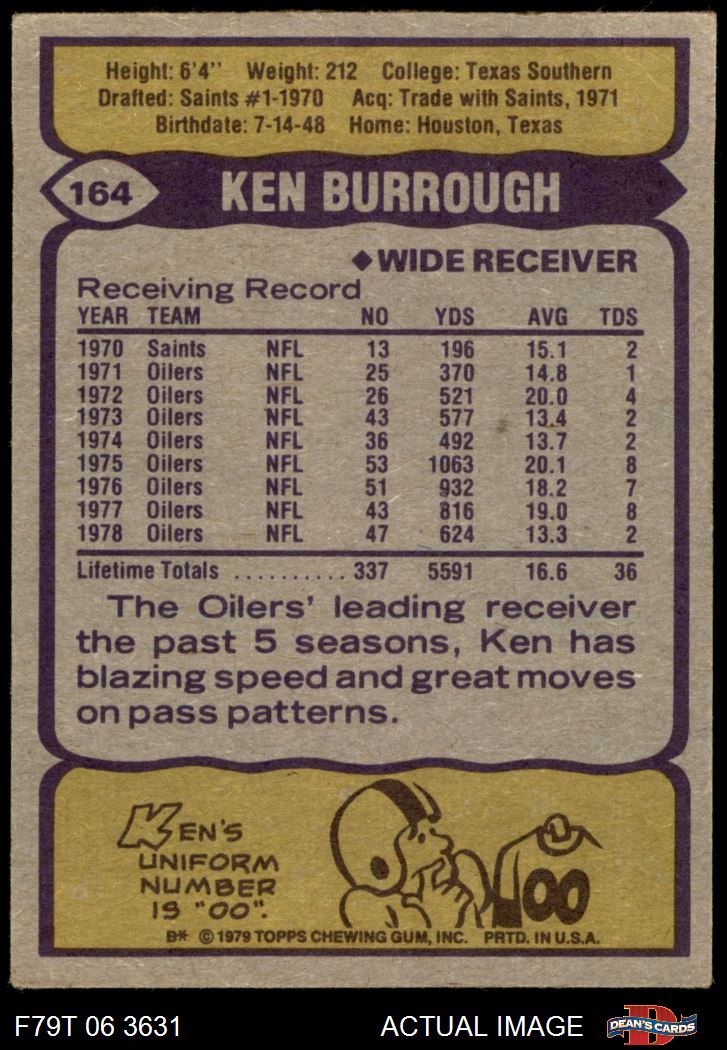 Height: 6'4'' Weight: 212 College: Texas Southern
Drafted: Saints #1-1970 Acq: Trade with Saints, 1971
Birthdate: 7-14-48 Home: Houston, Texas
164 KEN BURROUGH
◆WIDE RECEIVER
Receiving Record
YEAR TEAM NO YDS AVG TDS
1970 Saints NFL 13 196 15.1 2
1971 Oilers NFL 25 370 14.8 1
1972 Oilers NFL 26 521 20.0 4
1973 Oilers NFL 43 577 13.4 2
1974 Oilers NFL 36 492 13.7 2
1975 Oilers NFL 53 1063 20.1 8
1976 Oilers NFL 51 932 18.2 7
1977 Oilers NFL 43 816 19.0 8
1978 Oilers NFL 47 624 13.3 2
Lifetime Totals .......... 337 5591 16.6 36
The Oilers' leading receiver
the past 5 seasons, Ken has
blazing speed and great moves
on pass patterns.
KEN'S
UNIFORM
NUMBER
IS "00".
00
B* © 1979 TOPPS CHEWING GUM, INC. PRTD. IN U.S.A.
F79T 06 3631 ACTUAL IMAGE DEAN'S CARDS